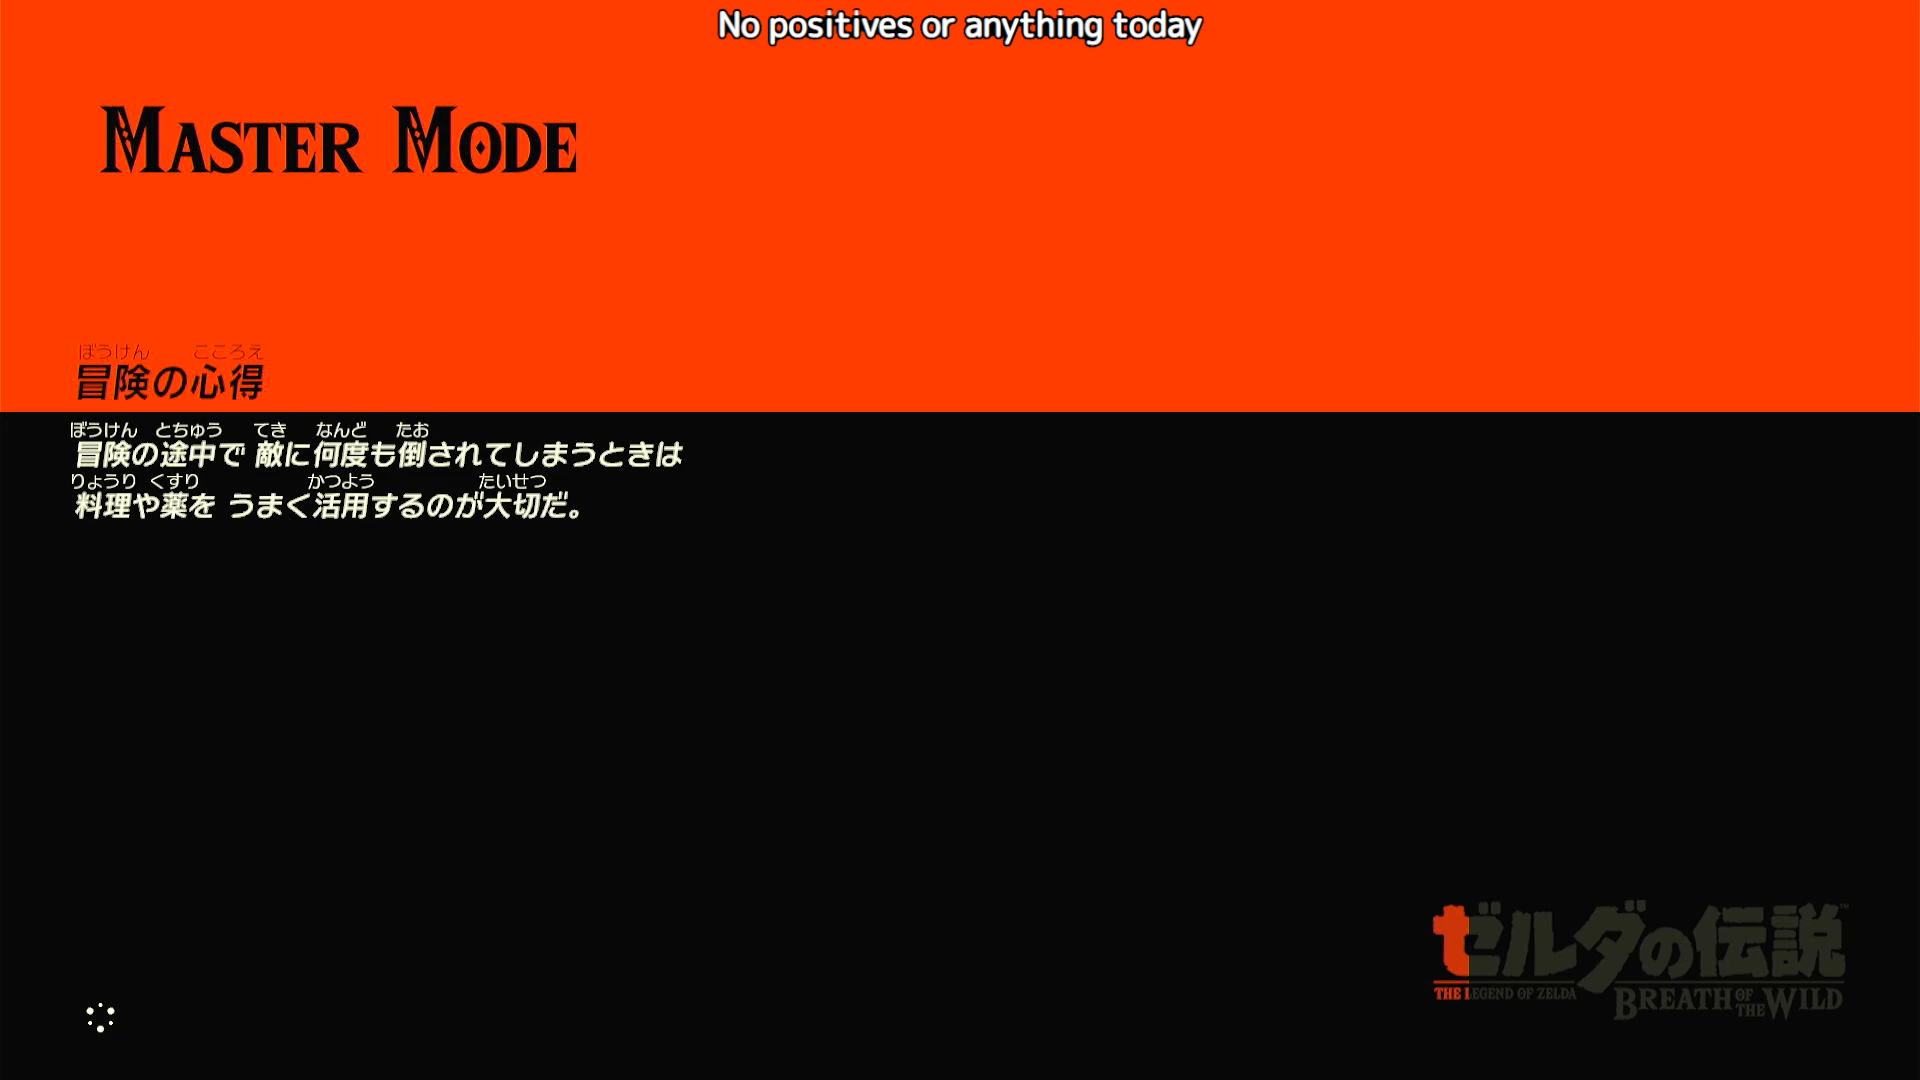 No positives or anything today
MASTER MODE
ぼうけん こころえ
冒険の心得
ぼうけん とちゅう てき なんど たお
冒険の途中で 敵に何度も倒されてしまうときは
りょうり くすり かつよう たいせつ
料理や薬を うまく活用するのが大切だ。
ゼルダの伝説™
THE LEGEND OF ZELDA
BREATH OF THE WILD